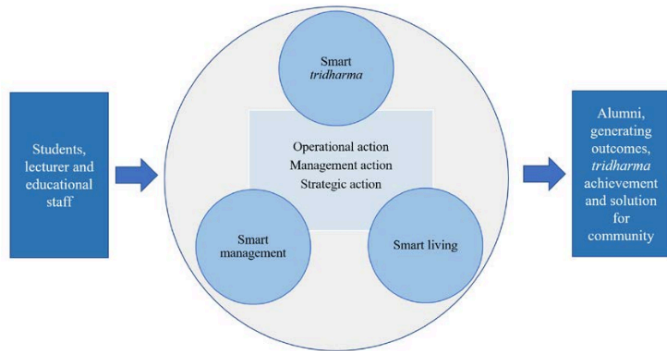 Students,
lecturer and
educational
staff
Smart
tridharma
Operational action
Management action
Strategic action
Smart
management
Smart living
Alumni,
generating
outcomes,
tridharma
achievement
and solution
for
community